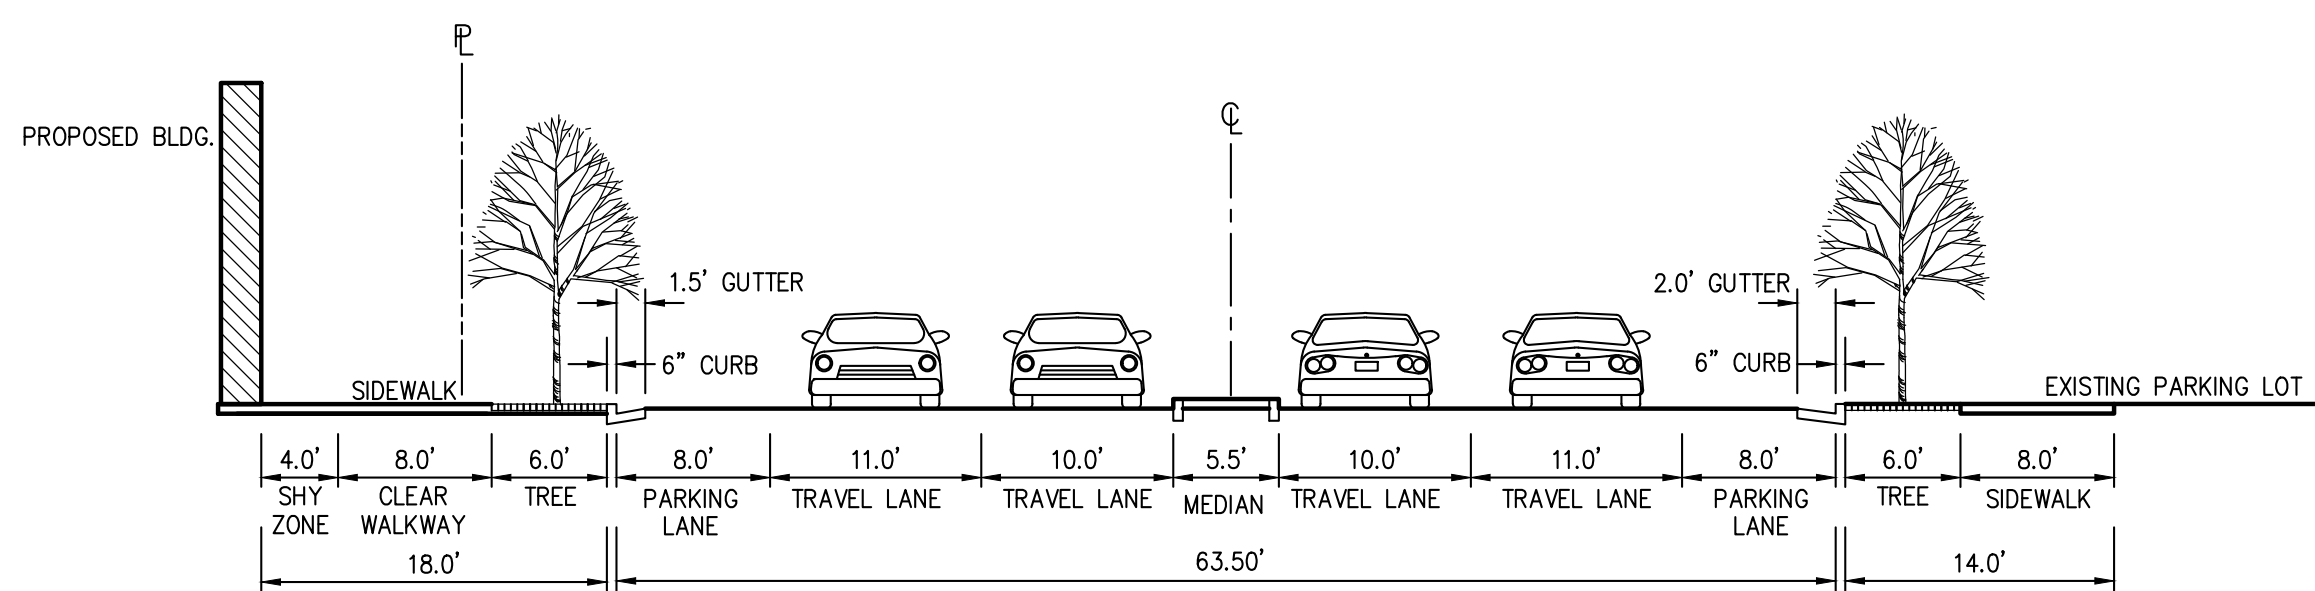 PL
CL
PROPOSED BLDG.
1.5' GUTTER
2.0' GUTTER
6" CURB
6" CURB
SIDEWALK
EXISTING PARKING LOT
4.0'
8.0'
6.0'
8.0'
11.0'
10.0'
5.5'
10.0'
11.0'
8.0'
6.0'
8.0'
SHY
ZONE
CLEAR
WALKWAY
TREE
PARKING
LANE
TRAVEL LANE
TRAVEL LANE
MEDIAN
TRAVEL LANE
TRAVEL LANE
PARKING
LANE
TREE
SIDEWALK
18.0'
63.50'
14.0'